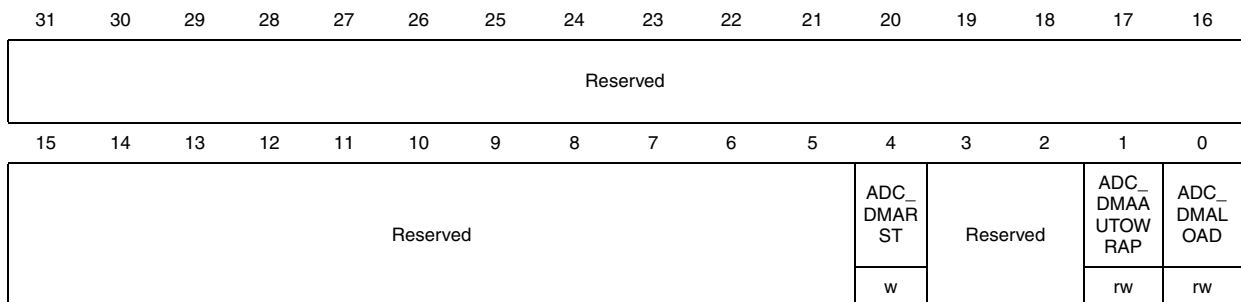 31 30 29 28 27 26 25 24 23 22 21 20 19 18 17 16
Reserved
15 14 13 12 11 10 9 8 7 6 5 4 3 2 1 0
Reserved
ADC_
DMAR
ST
Reserved
ADC_
DMAA
UTOW
RAP
ADC_
DMAL
OAD
w rw rw